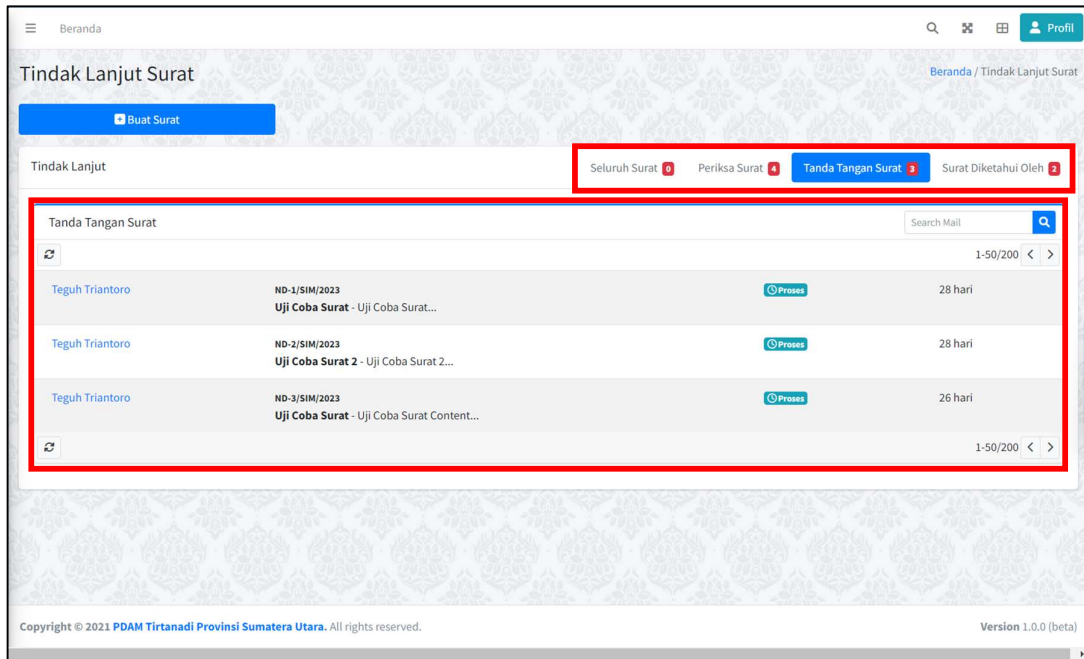 Beranda
Profil
Tindak Lanjut Surat
Beranda / Tindak Lanjut Surat
Buat Surat
Tindak Lanjut
Seluruh Surat 0 Periksa Surat 4 Tanda Tangan Surat 3 Surat Diketahui Oleh 2
Tanda Tangan Surat
Search Mail
1-50/200
Teguh Triantoro ND-1/SIM/2023 Proses 28 hari
Uji Coba Surat - Uji Coba Surat...
Teguh Triantoro ND-2/SIM/2023 Proses 28 hari
Uji Coba Surat 2 - Uji Coba Surat 2...
Teguh Triantoro ND-3/SIM/2023 Proses 26 hari
Uji Coba Surat - Uji Coba Surat Content...
1-50/200
Copyright © 2021 PDAM Tirtanadi Provinsi Sumatera Utara. All rights reserved. Version 1.0.0 (beta)